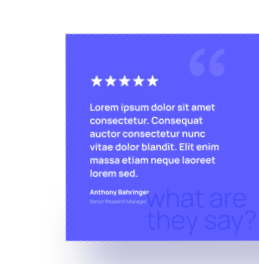 Lorem ipsum dolor sit amet
consectetur. Consequat
auctor consectetur nunc
vitae dolor blandit. Elit enim
massa etiam neque laoreet
lorem sed.
Anthony Bahringer
Senior Research Manager
what are
they say?